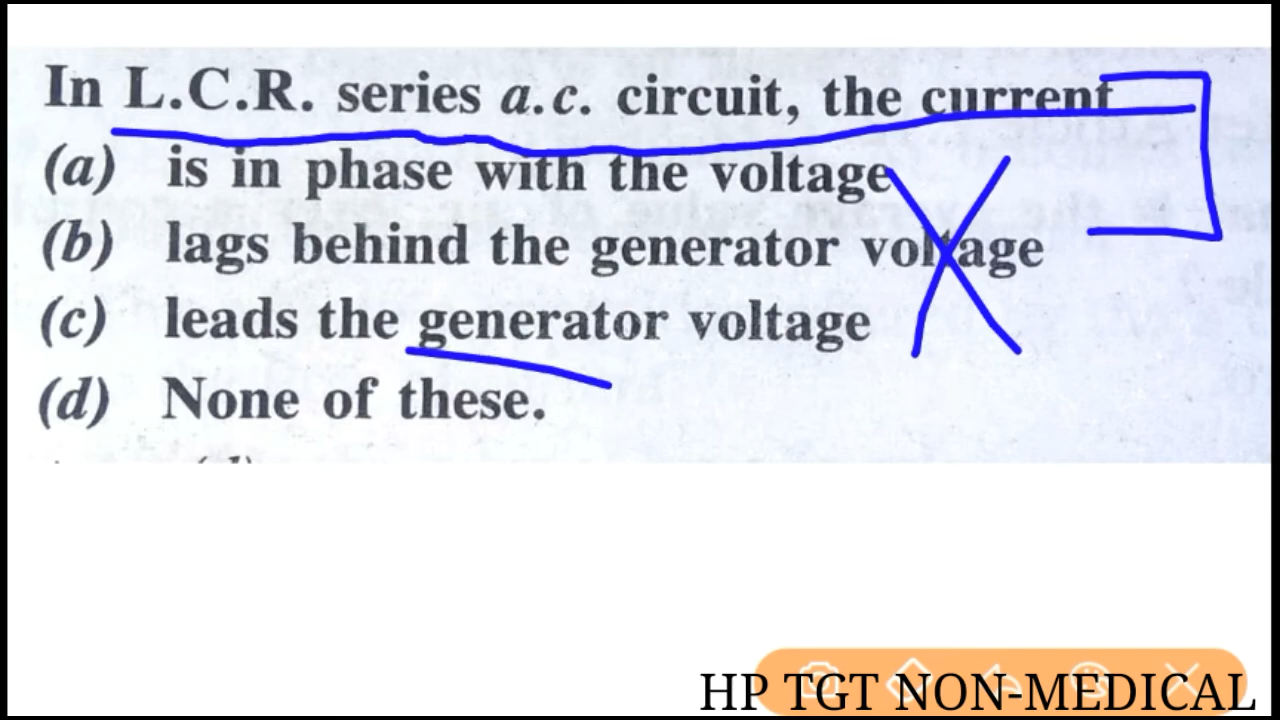 In L.C.R. series a.c. circuit, the current
(a) is in phase with the voltage
(b) lags behind the generator voltage
(c) leads the generator voltage
(d) None of these.
HP TGT NON-MEDICAL